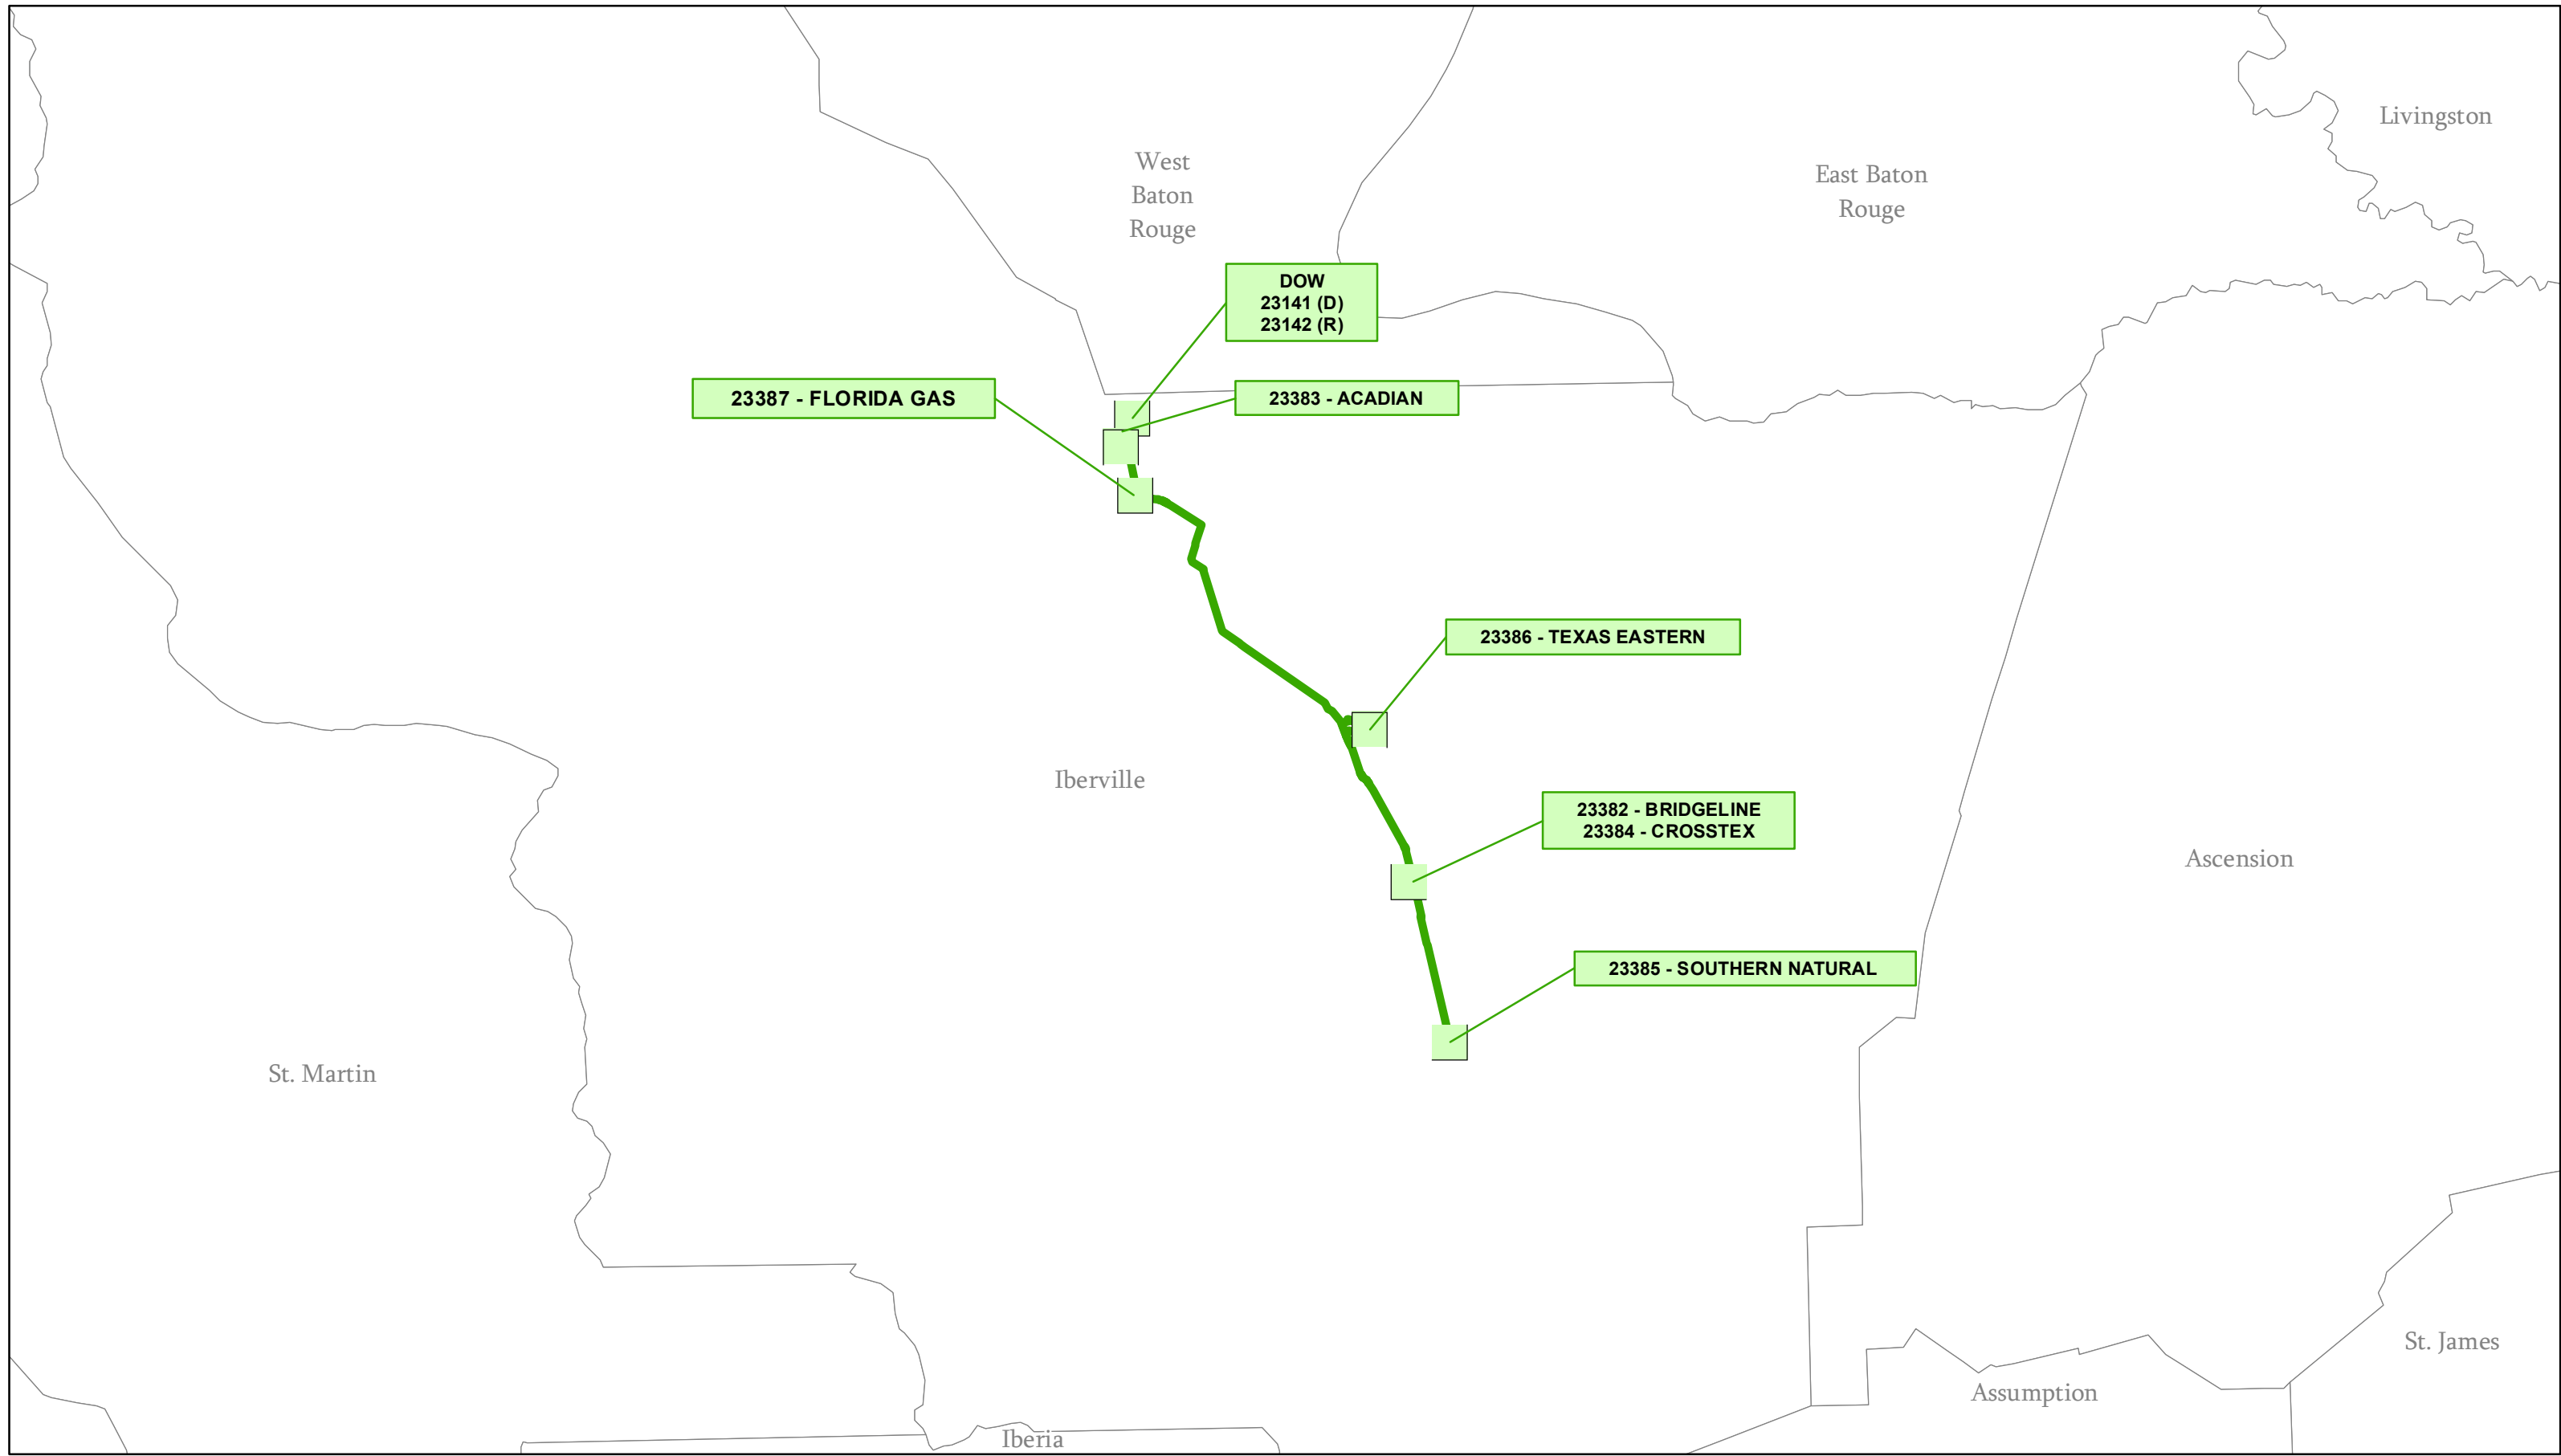 Livingston
West
Baton
Rouge
East Baton
Rouge
DOW
23141 (D)
23142 (R)
23387 - FLORIDA GAS
23383 - ACADIAN
23386 - TEXAS EASTERN
Iberville
23382 - BRIDGELINE
23384 - CROSSTEX
Ascension
23385 - SOUTHERN NATURAL
St. Martin
St. James
Assumption
Iberia